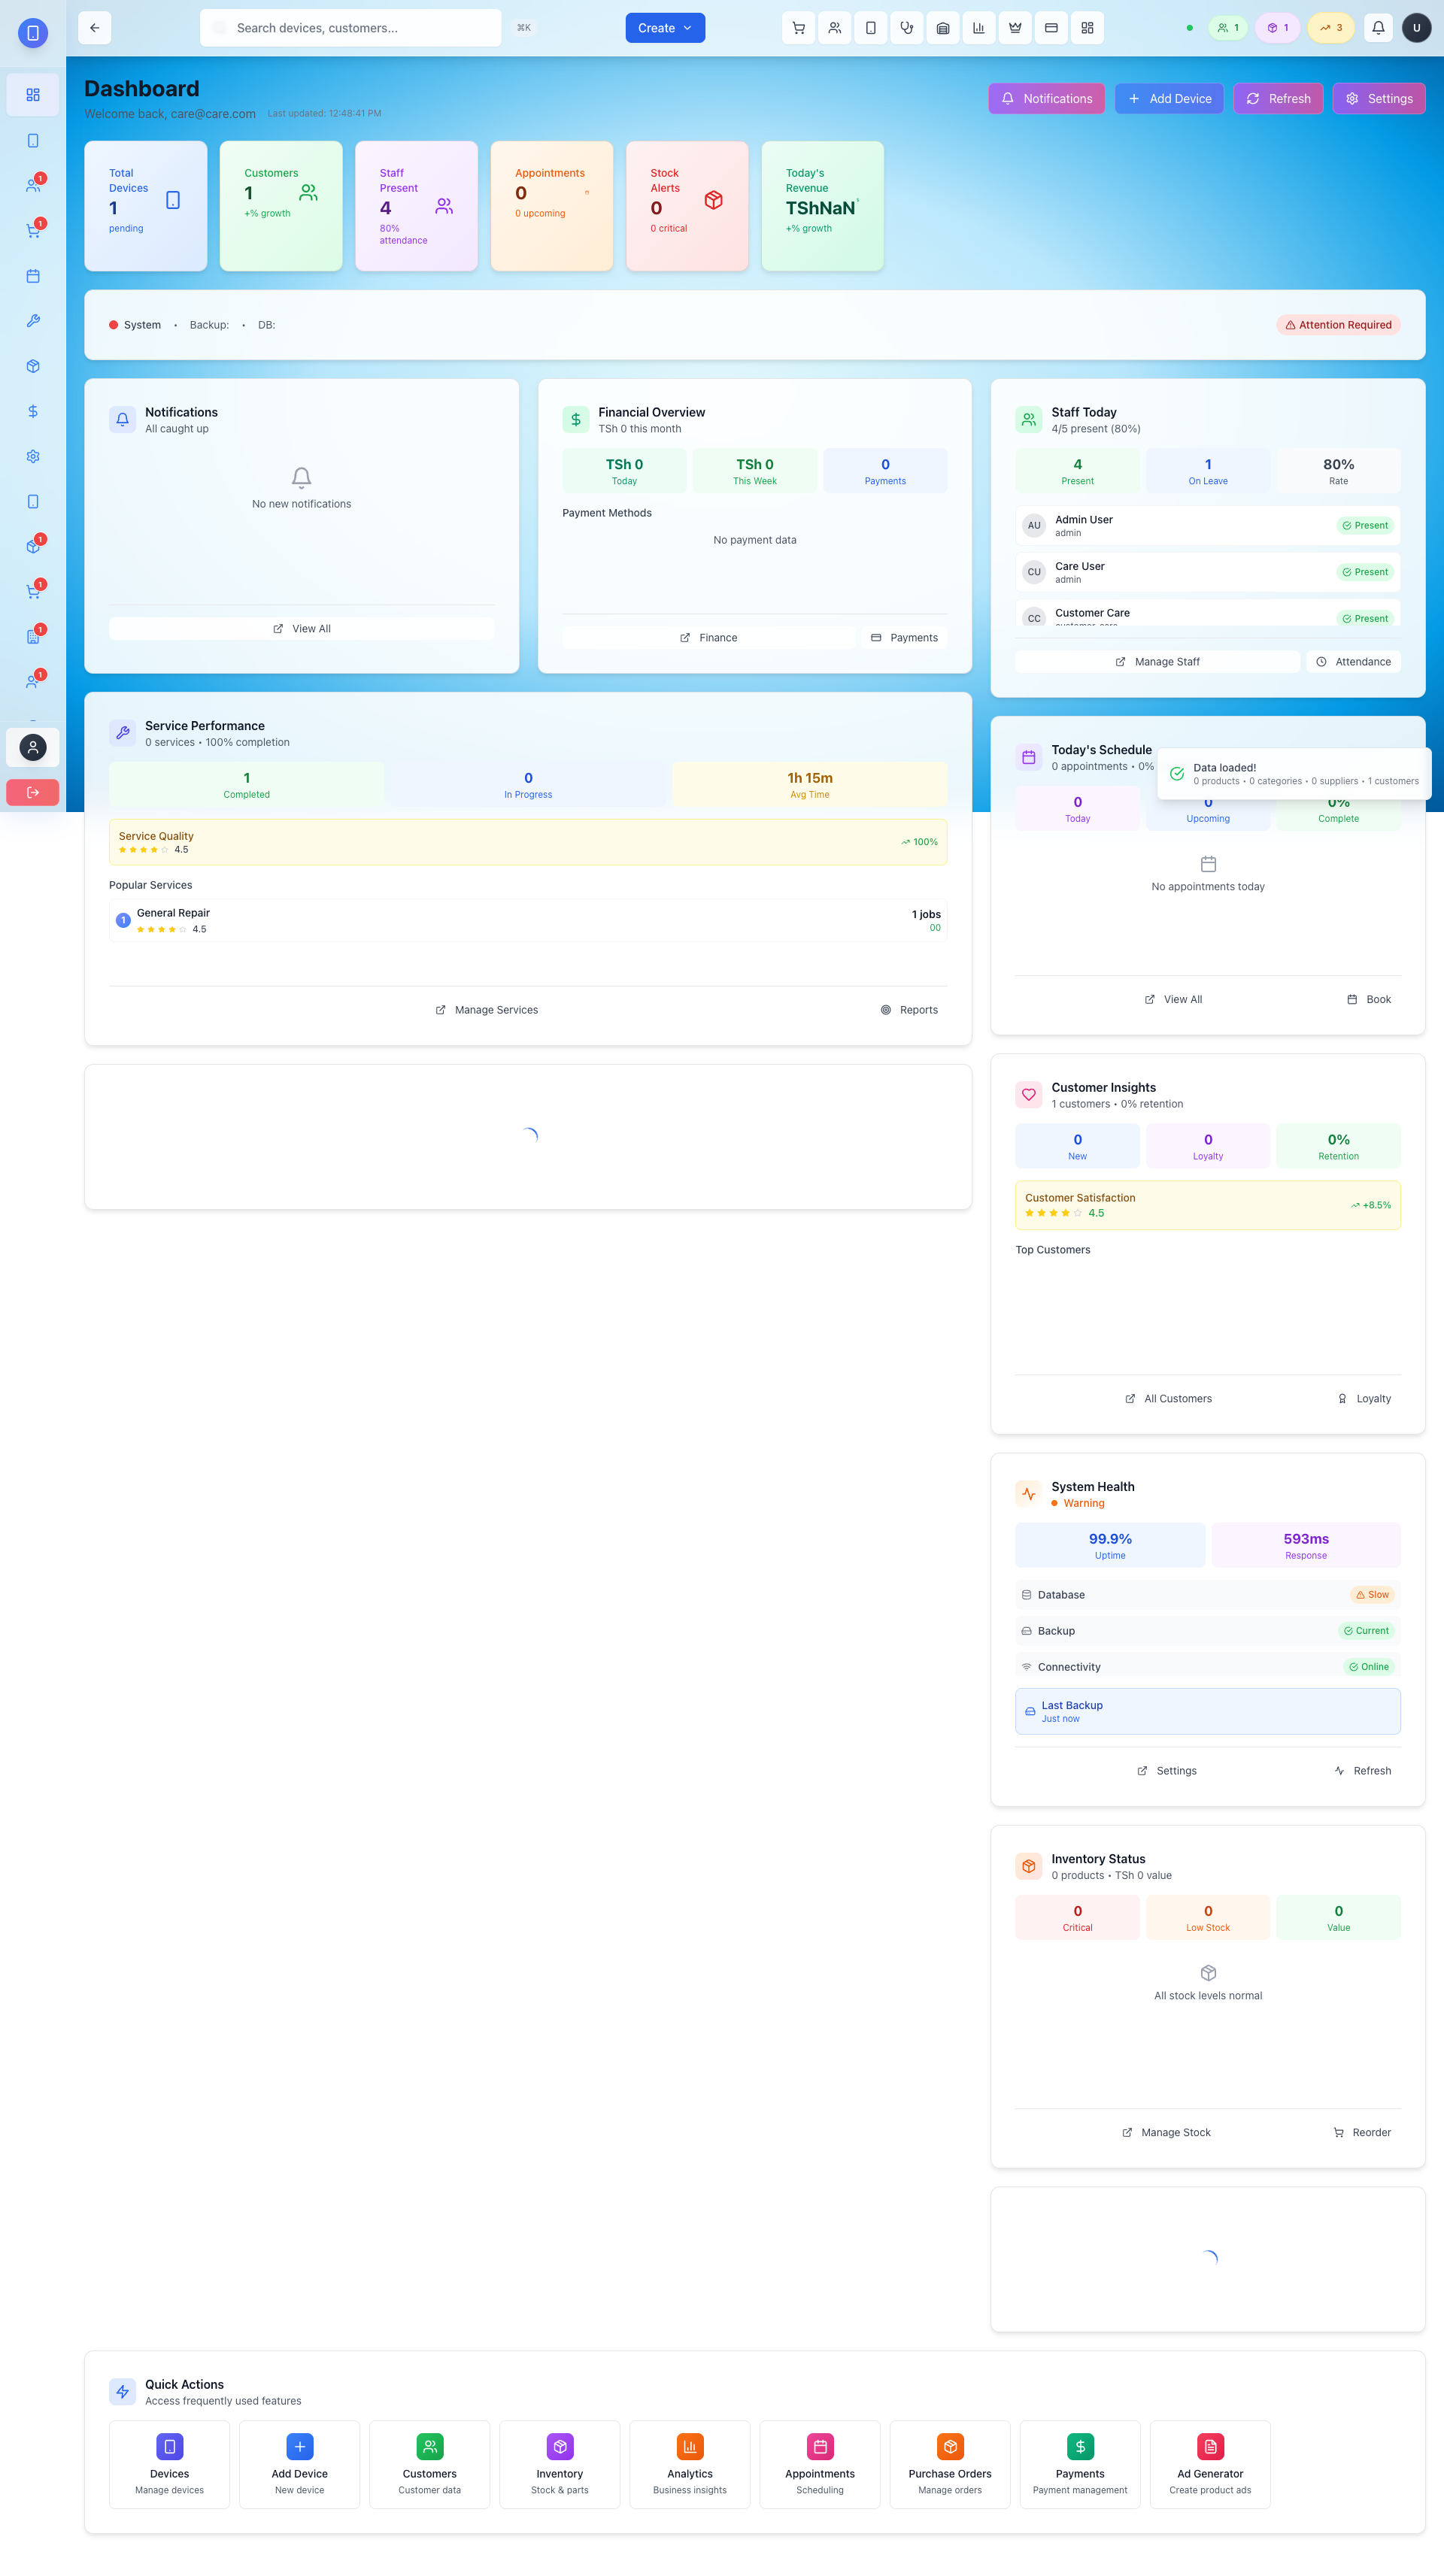 Search devices, customers...
⌘K
Create
1
1
3
U
Dashboard
Welcome back, care@care.com
Last updated: 12:48:41 PM
Notifications
Add Device
Refresh
Settings
1
1
1
1
1
1
Total
Devices
1
pending
Customers
1
+% growth
Staff
Present
4
80%
attendance
Appointments
0
0 upcoming
Stock
Alerts
0
0 critical
Today's
Revenue
TShNaN
+% growth
System • Backup: • DB:
Attention Required
Notifications
All caught up
No new notifications
View All
Financial Overview
TSh 0 this month
TSh 0
Today
TSh 0
This Week
0
Payments
Payment Methods
No payment data
Finance
Payments
Staff Today
4/5 present (80%)
4
Present
1
On Leave
80%
Rate
AU
Admin User
admin
Present
CU
Care User
admin
Present
CC
Customer Care
customer-care
Present
Manage Staff
Attendance
Service Performance
0 services • 100% completion
1
Completed
0
In Progress
1h 15m
Avg Time
Service Quality
4.5
100%
Popular Services
1
General Repair
4.5
1 jobs
00
Manage Services
Reports
Today's Schedule
0 appointments • 0%
Data loaded!
0 products • 0 categories • 0 suppliers • 1 customers
0
Today
0
Upcoming
0%
Complete
No appointments today
View All
Book
Customer Insights
1 customers • 0% retention
0
New
0
Loyalty
0%
Retention
Customer Satisfaction
4.5
+8.5%
Top Customers
All Customers
Loyalty
System Health
Warning
99.9%
Uptime
593ms
Response
Database
Slow
Backup
Current
Connectivity
Online
Last Backup
Just now
Settings
Refresh
Inventory Status
0 products • TSh 0 value
0
Critical
0
Low Stock
0
Value
All stock levels normal
Manage Stock
Reorder
Quick Actions
Access frequently used features
Devices
Manage devices
Add Device
New device
Customers
Customer data
Inventory
Stock & parts
Analytics
Business insights
Appointments
Scheduling
Purchase Orders
Manage orders
Payments
Payment management
Ad Generator
Create product ads